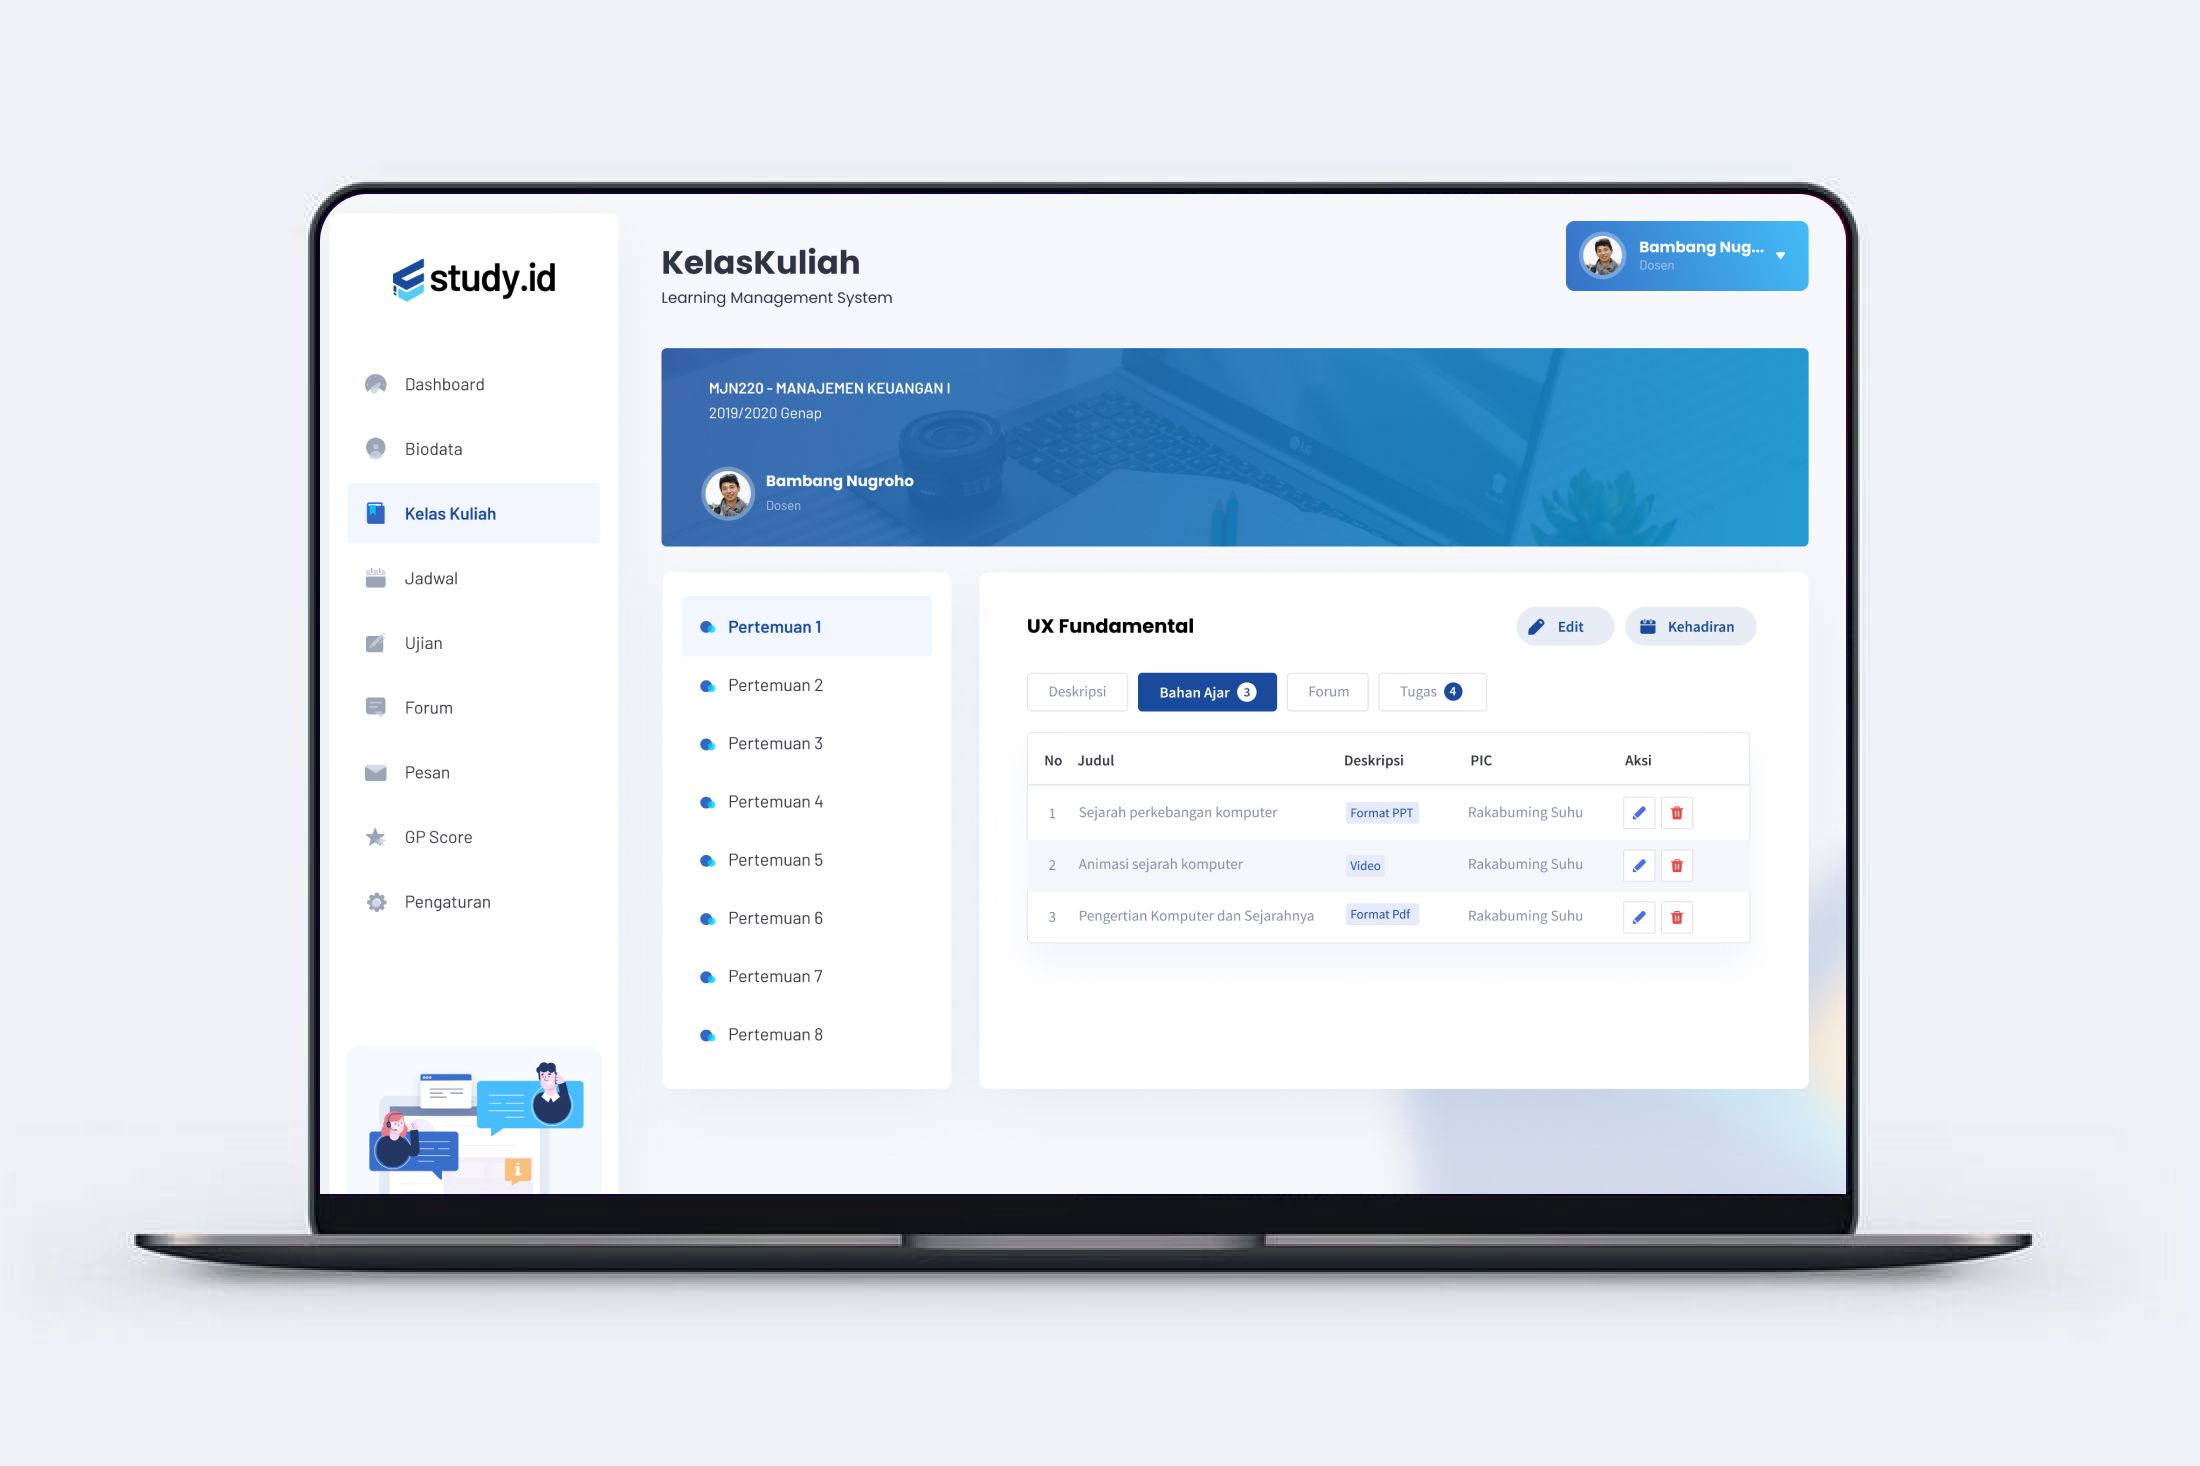 study.id
Dashboard
Biodata
Kelas Kuliah
Jadwal
Ujian
Forum
Pesan
GP Score
Pengaturan
KelasKuliah
Learning Management System
Bambang Nug...
Dosen
MJN220 - MANAJEMEN KEUANGAN I
2019/2020 Genap
Bambang Nugroho
Dosen
LG
Pertemuan 1
Pertemuan 2
Pertemuan 3
Pertemuan 4
Pertemuan 5
Pertemuan 6
Pertemuan 7
Pertemuan 8
UX Fundamental
Edit
Kehadiran
Deskripsi
Bahan Ajar 3
Forum
Tugas 4
No Judul Deskripsi PIC Aksi
1 Sejarah perkebangan komputer Format PPT Rakabuming Suhu
2 Animasi sejarah komputer Video Rakabuming Suhu
3 Pengertian Komputer dan Sejarahnya Format Pdf Rakabuming Suhu